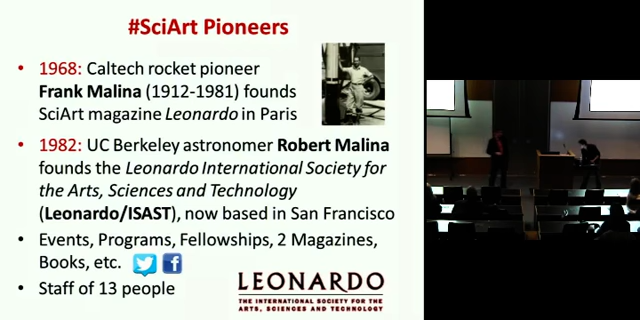 #SciArt Pioneers
• 1968: Caltech rocket pioneer
Frank Malina (1912-1981) founds
SciArt magazine Leonardo in Paris
• 1982: UC Berkeley astronomer Robert Malina
founds the Leonardo International Society for
the Arts, Sciences and Technology
(Leonardo/ISAST), now based in San Francisco
• Events, Programs, Fellowships, 2 Magazines,
Books, etc.
• Staff of 13 people
LEONARDO
THE INTERNATIONAL SOCIETY FOR THE
ARTS, SCIENCES AND TECHNOLOGY